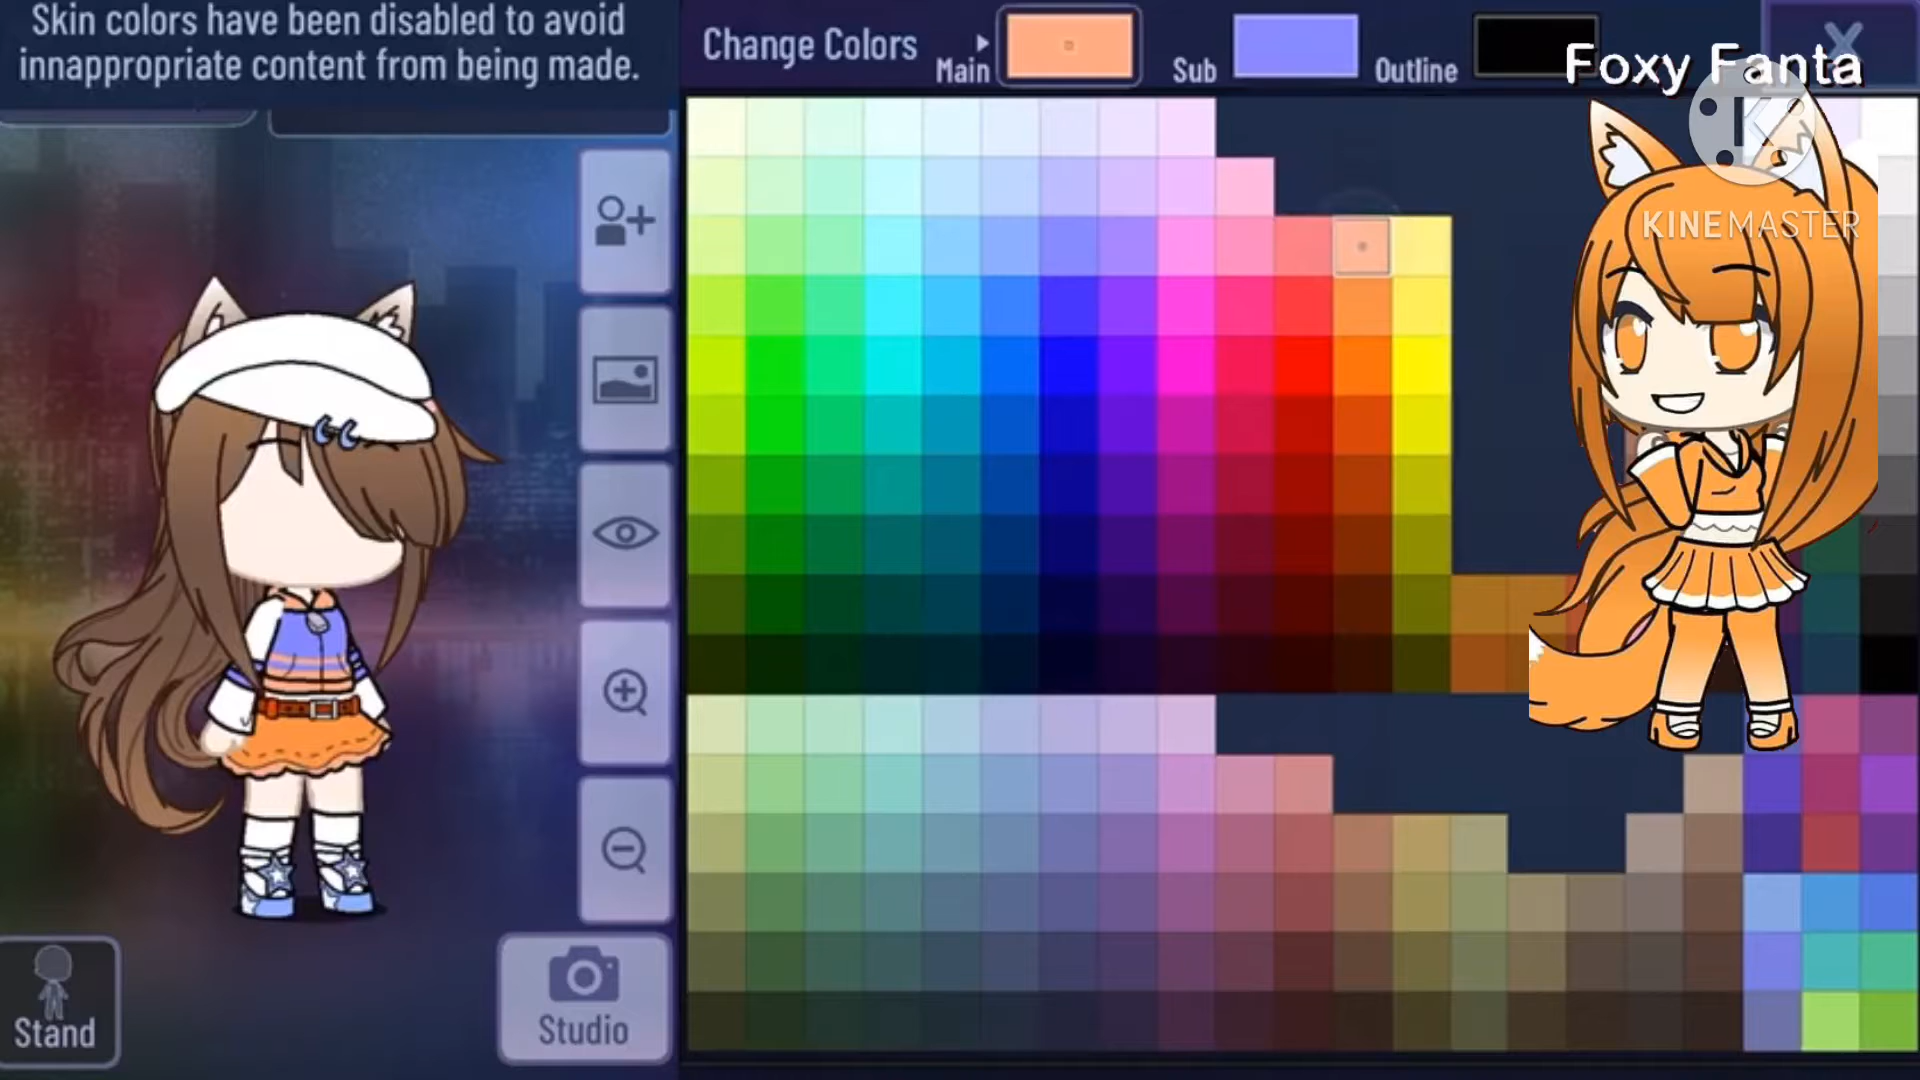 Skin colors have been disabled to avoid
innappropriate content from being made.
Change Colors
Main
Sub
Outline
X
Foxy Fanta
K
KINEMASTER
Stand
Studio